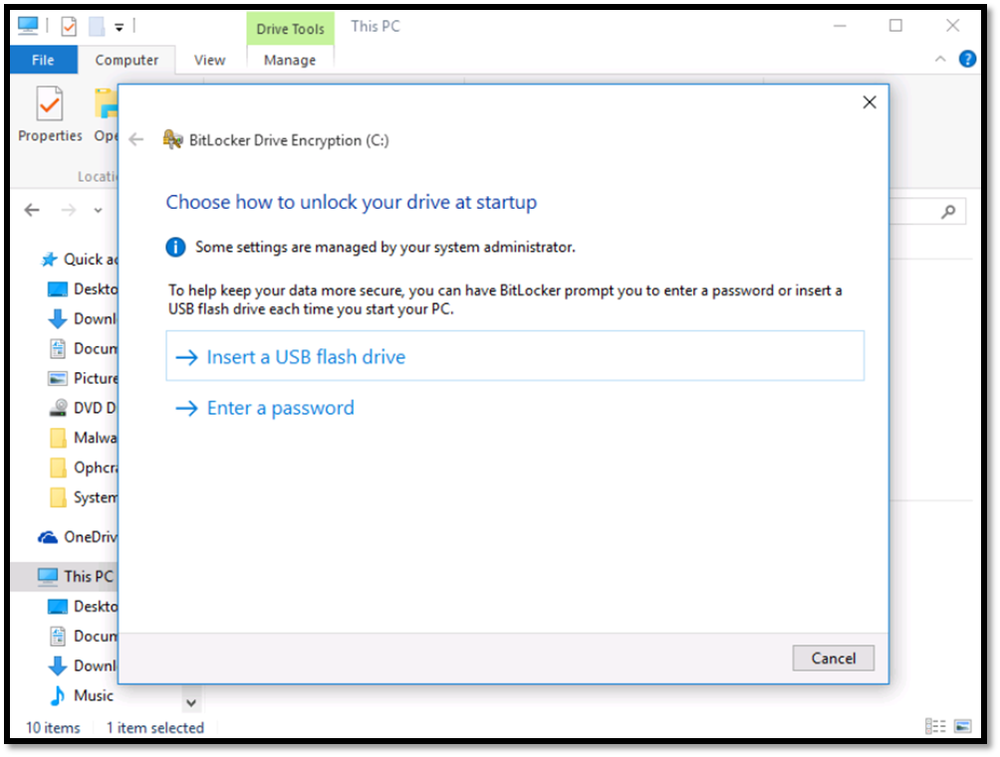 Drive Tools
This PC
File
Computer
View
Manage
Properties
Ope
Locati
BitLocker Drive Encryption (C:)
Choose how to unlock your drive at startup
Some settings are managed by your system administrator.
To help keep your data more secure, you can have BitLocker prompt you to enter a password or insert a
USB flash drive each time you start your PC.
Insert a USB flash drive
Enter a password
Cancel
Quick ac
Deskto
Downl
Docum
Picture
DVD D
Malwa
Ophcra
System
OneDriv
This PC
Deskto
Docum
Downl
Music
10 items
1 item selected